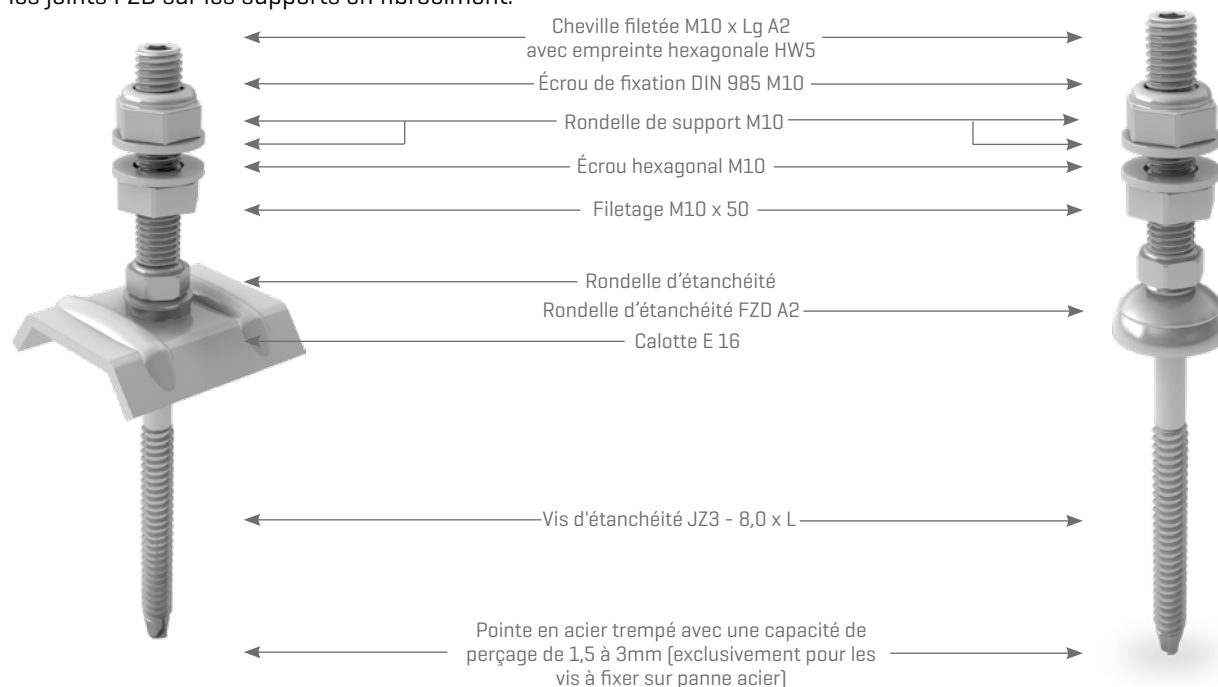 les joints FZD sur les supports en fibrociment.
Cheville filetée M10 x Lg A2
avec empreinte hexagonale HW5
Écrou de fixation DIN 985 M10
Rondelle de support M10
Écrou hexagonal M10
Filetage M10 x 50
Rondelle d’étanchéité
Rondelle d’étanchéité FZD A2
Calotte E 16
Vis d'étanchéité JZ3 - 8,0 x L
Pointe en acier trempé avec une capacité de
perçage de 1,5 à 3mm (exclusivement pour les
vis à fixer sur panne acier)